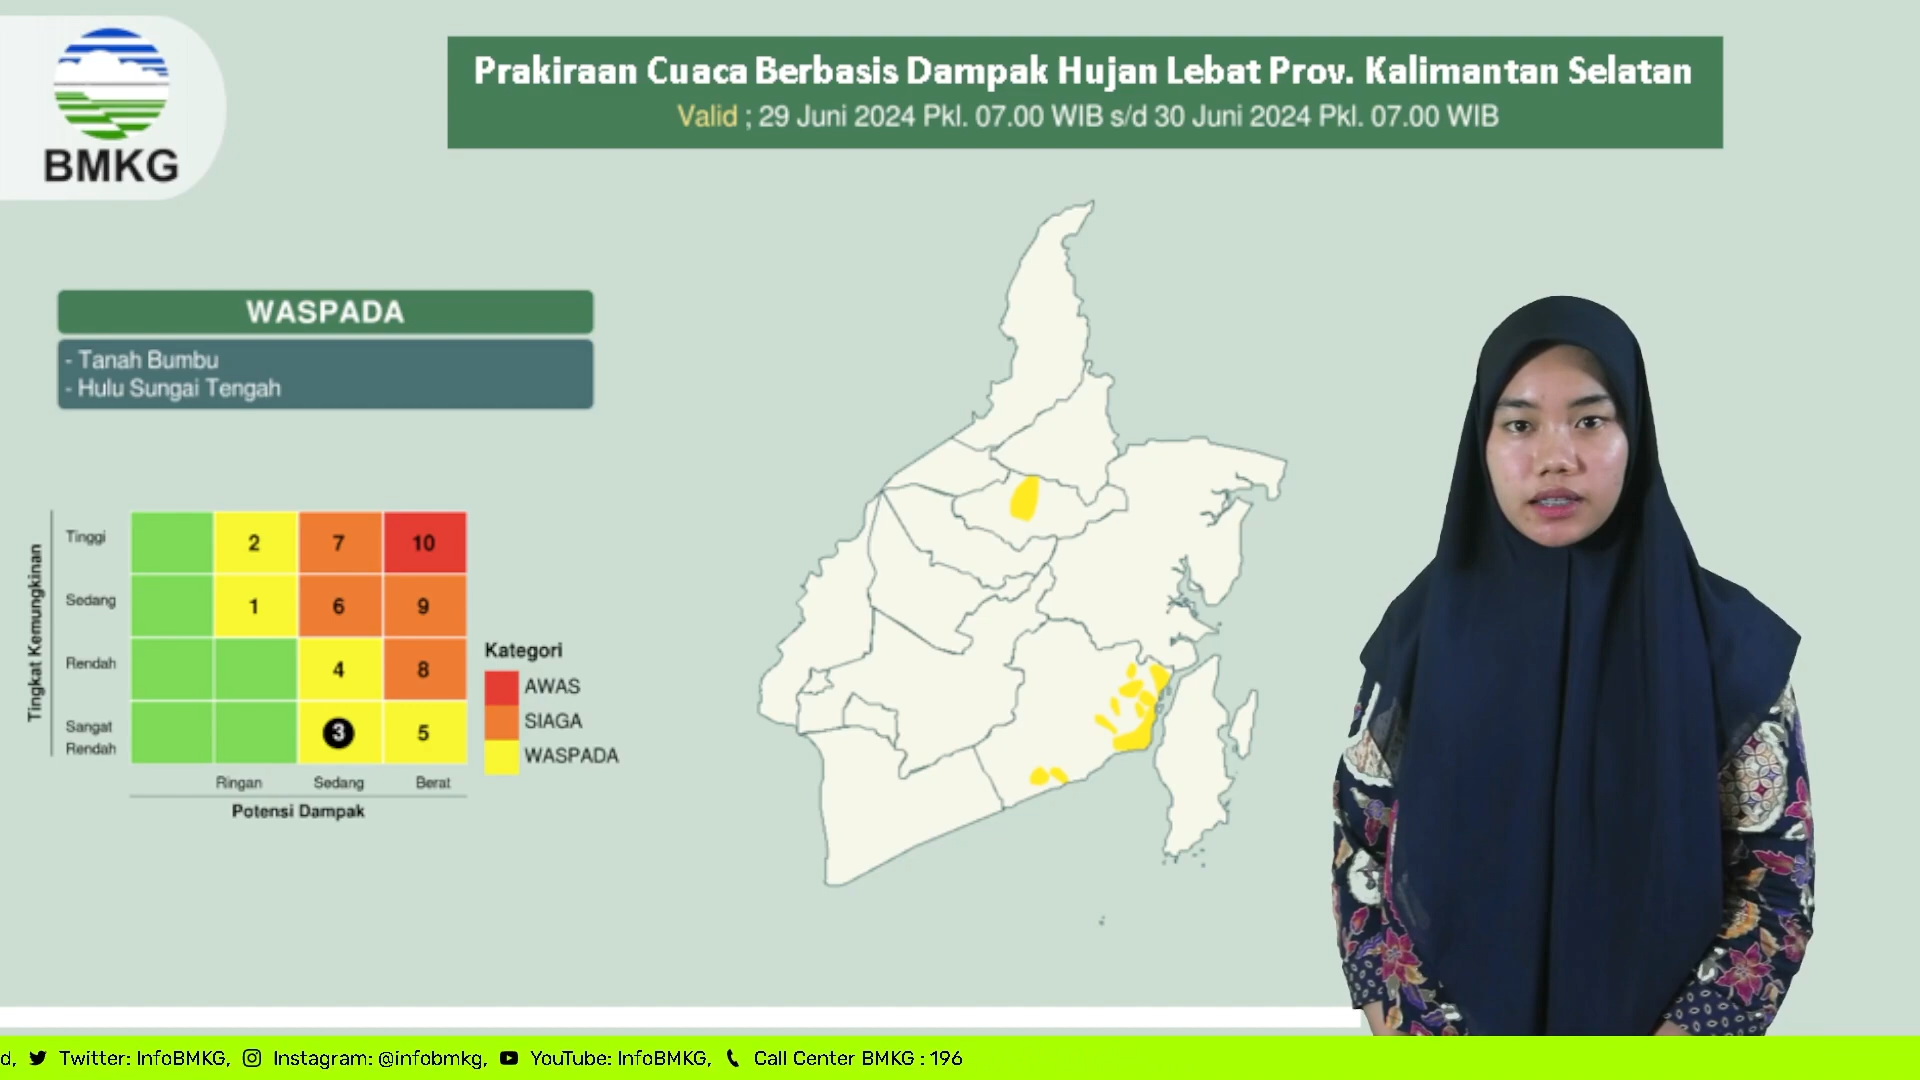 BMKG
Prakiraan Cuaca Berbasis Dampak Hujan Lebat Prov. Kalimantan Selatan
Valid ; 29 Juni 2024 Pkl. 07.00 WIB s/d 30 Juni 2024 Pkl. 07.00 WIB
WASPADA
- Tanah Bumbu
- Hulu Sungai Tengah
Tingkat Kemungkinan
Tinggi 2 7 10
Sedang 1 6 9
Rendah 4 8
Sangat
Rendah 3 5
Ringan Sedang Berat
Potensi Dampak
Kategori
AWAS
SIAGA
WASPADA
d, Twitter: InfoBMKG, Instagram: @infobmkg, YouTube: InfoBMKG, Call Center BMKG : 196